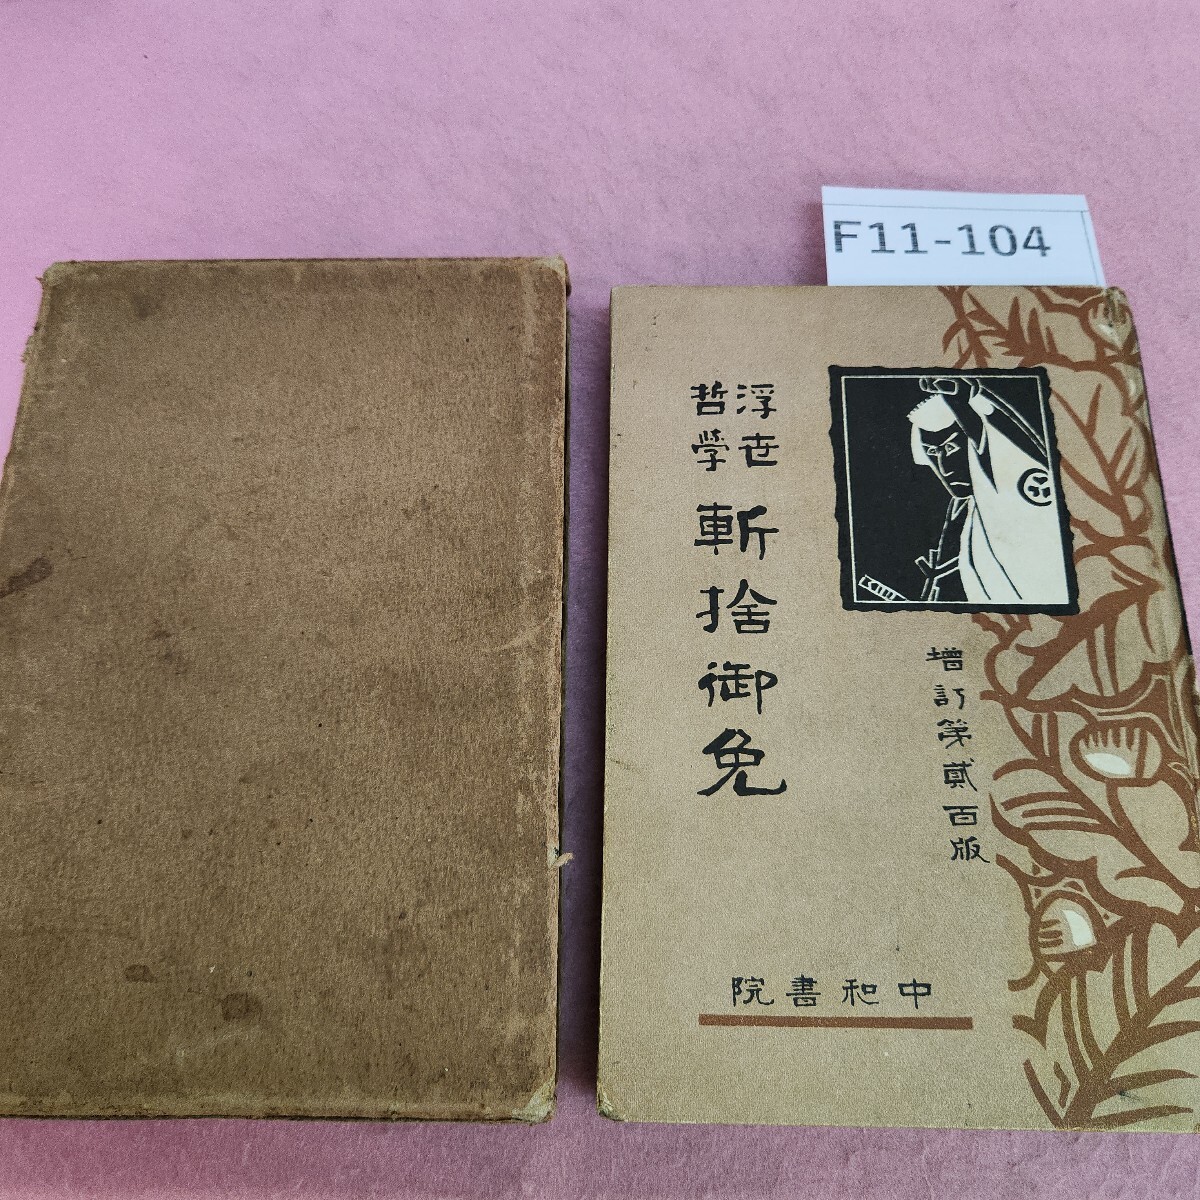 F11-104
浮世
哲学
斬捨御免
増訂第貳百版
院書和中